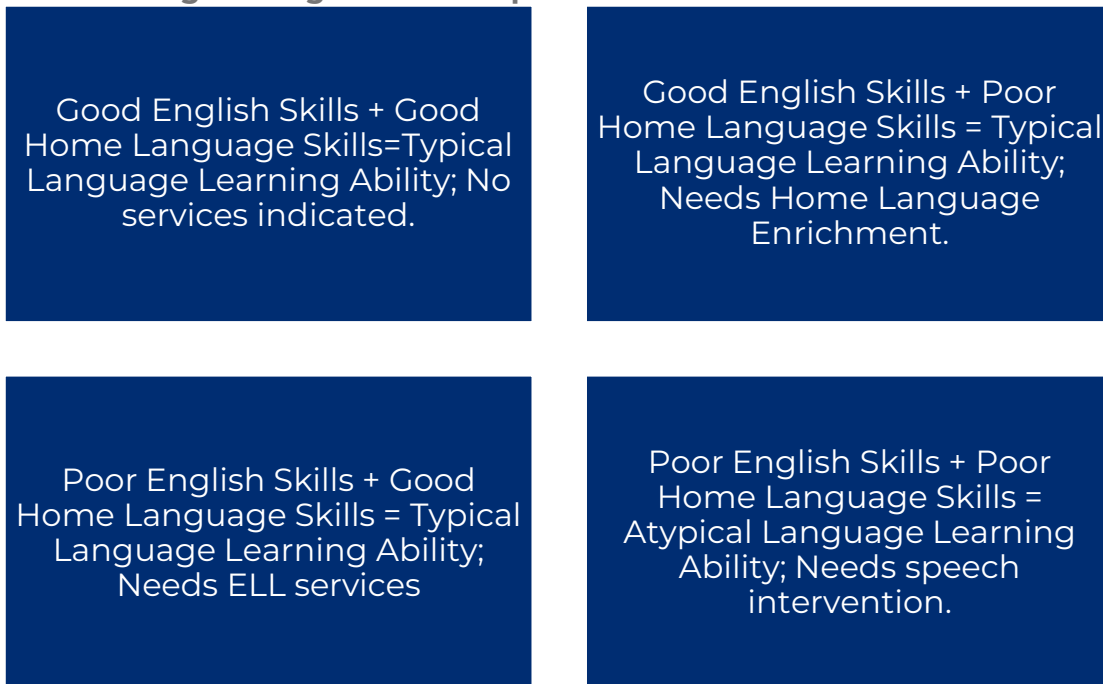 Good English Skills + Good
Home Language Skills=Typical
Language Learning Ability; No
services indicated.
Good English Skills + Poor
Home Language Skills = Typical
Language Learning Ability;
Needs Home Language
Enrichment.
Poor English Skills + Good
Home Language Skills = Typical
Language Learning Ability;
Needs ELL services
Poor English Skills + Poor
Home Language Skills =
Atypical Language Learning
Ability; Needs speech
intervention.